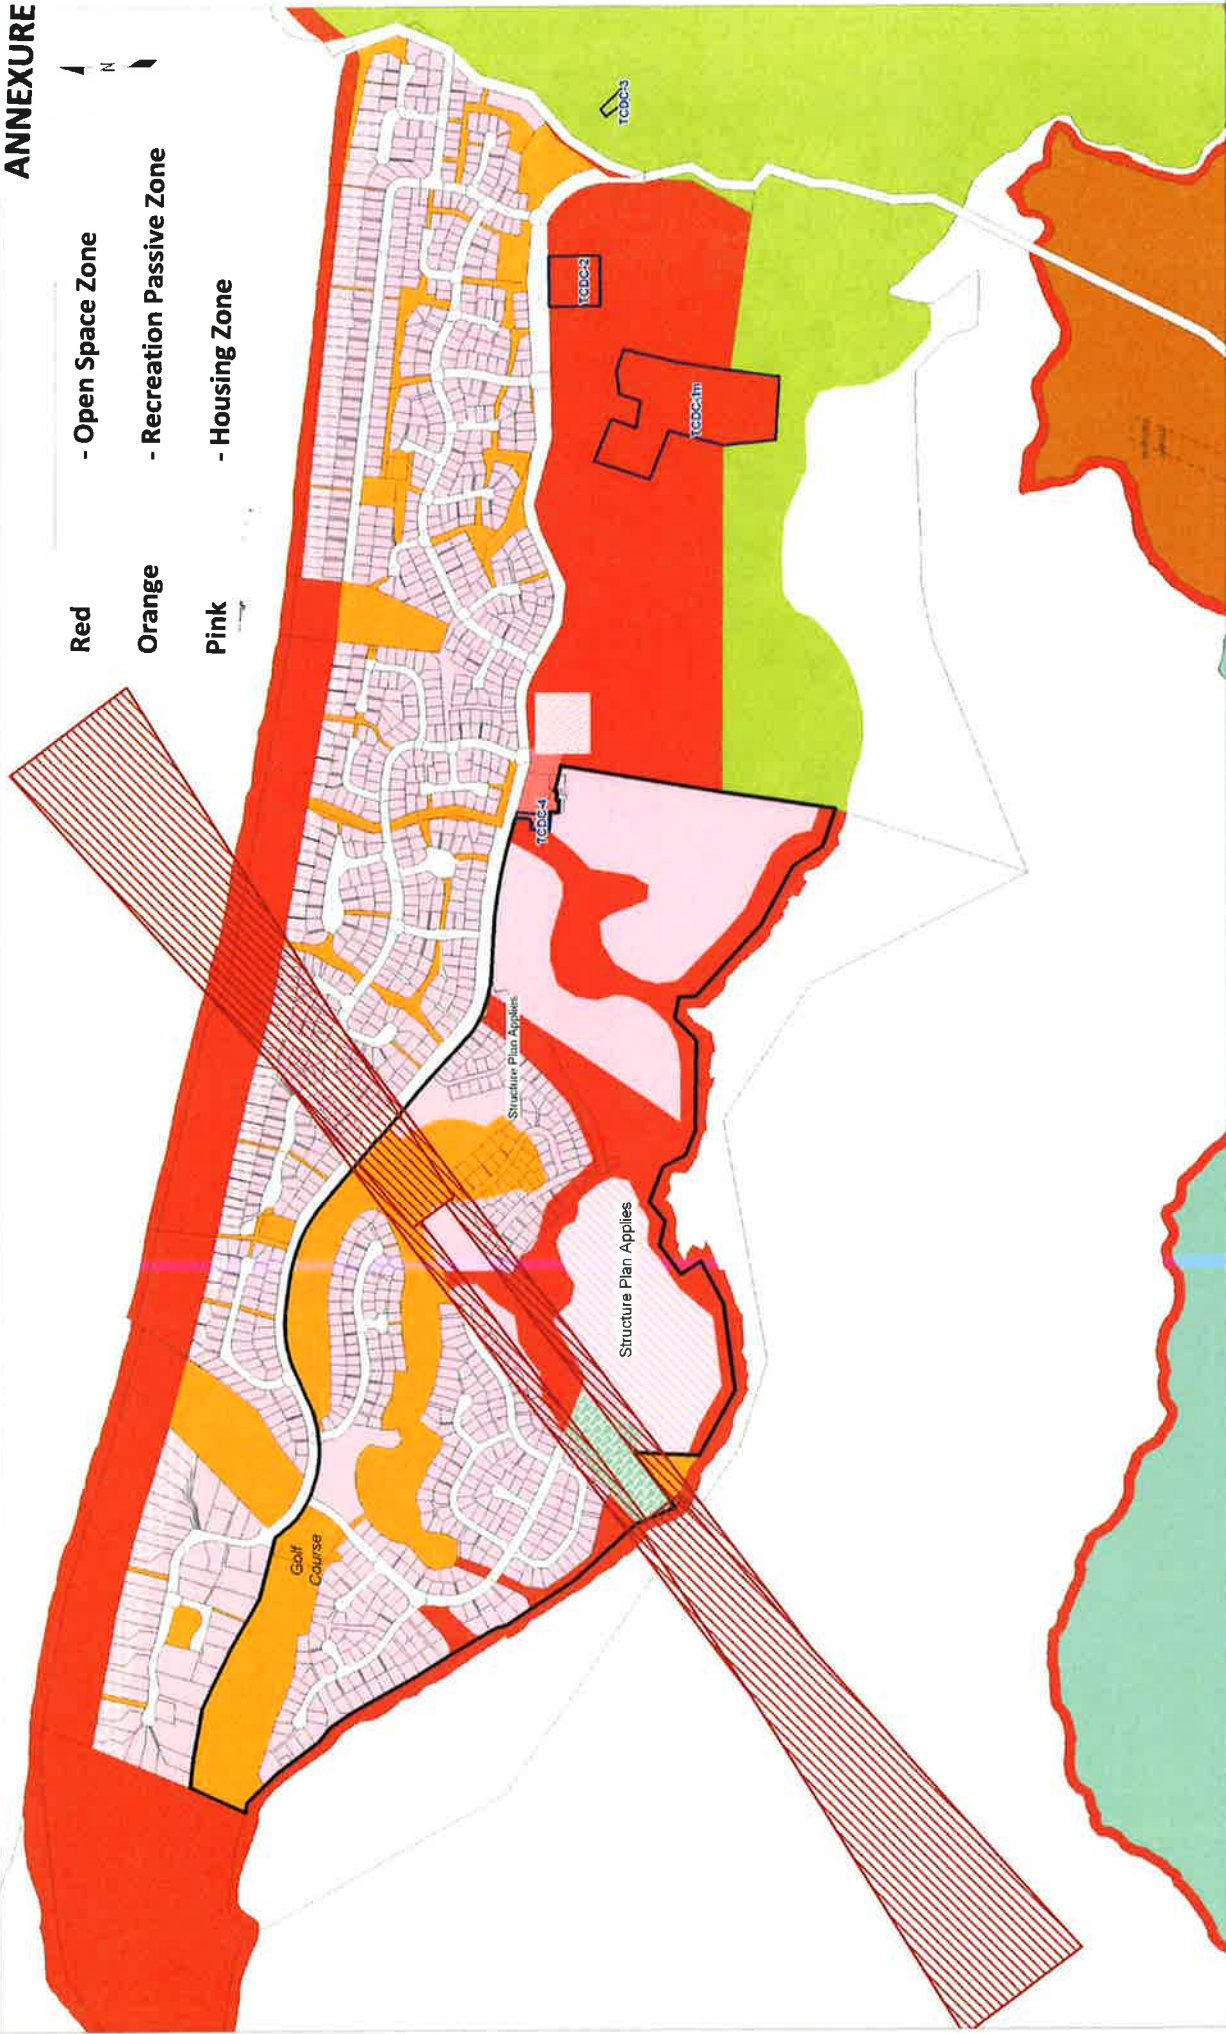 ANNEXURE
N
Red - Open Space Zone
Orange - Recreation Passive Zone
Pink - Housing Zone
TCDC-3
TCDC-2
TCDC-1m
TCDC-4
Structure Plan Applies
Structure Plan Applies
Golf
Course